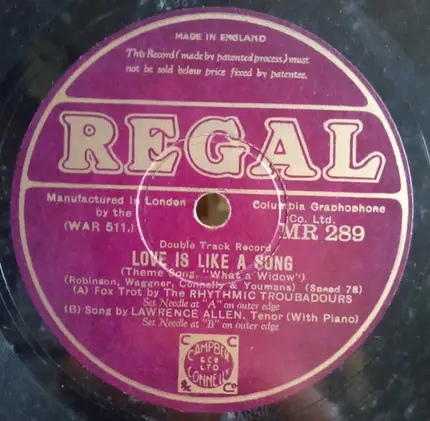 MADE IN ENGLAND
This Record (made by patented process,) must
not be sold below price fixed by patentee.
REGAL
Manufactured in London Columbia Graphophone
by the Co. Ltd.
(WAR 511.) MR 289
Double Track Record
LOVE IS LIKE A SONG
(Theme Song, "What a Widow")
(Robinson, Waggner, Connelly & Youmans) (Speed 78)
(A) Fox Trot by The RHYTHMIC TROUBADOURS
Set Needle at "A" on outer edge
(B) Song by LAWRENCE ALLEN, Tenor (With Piano)
Set Needle at "B" on outer edge
C C
CAMPBELL
& Co
LTD
CONNELLY
& Co